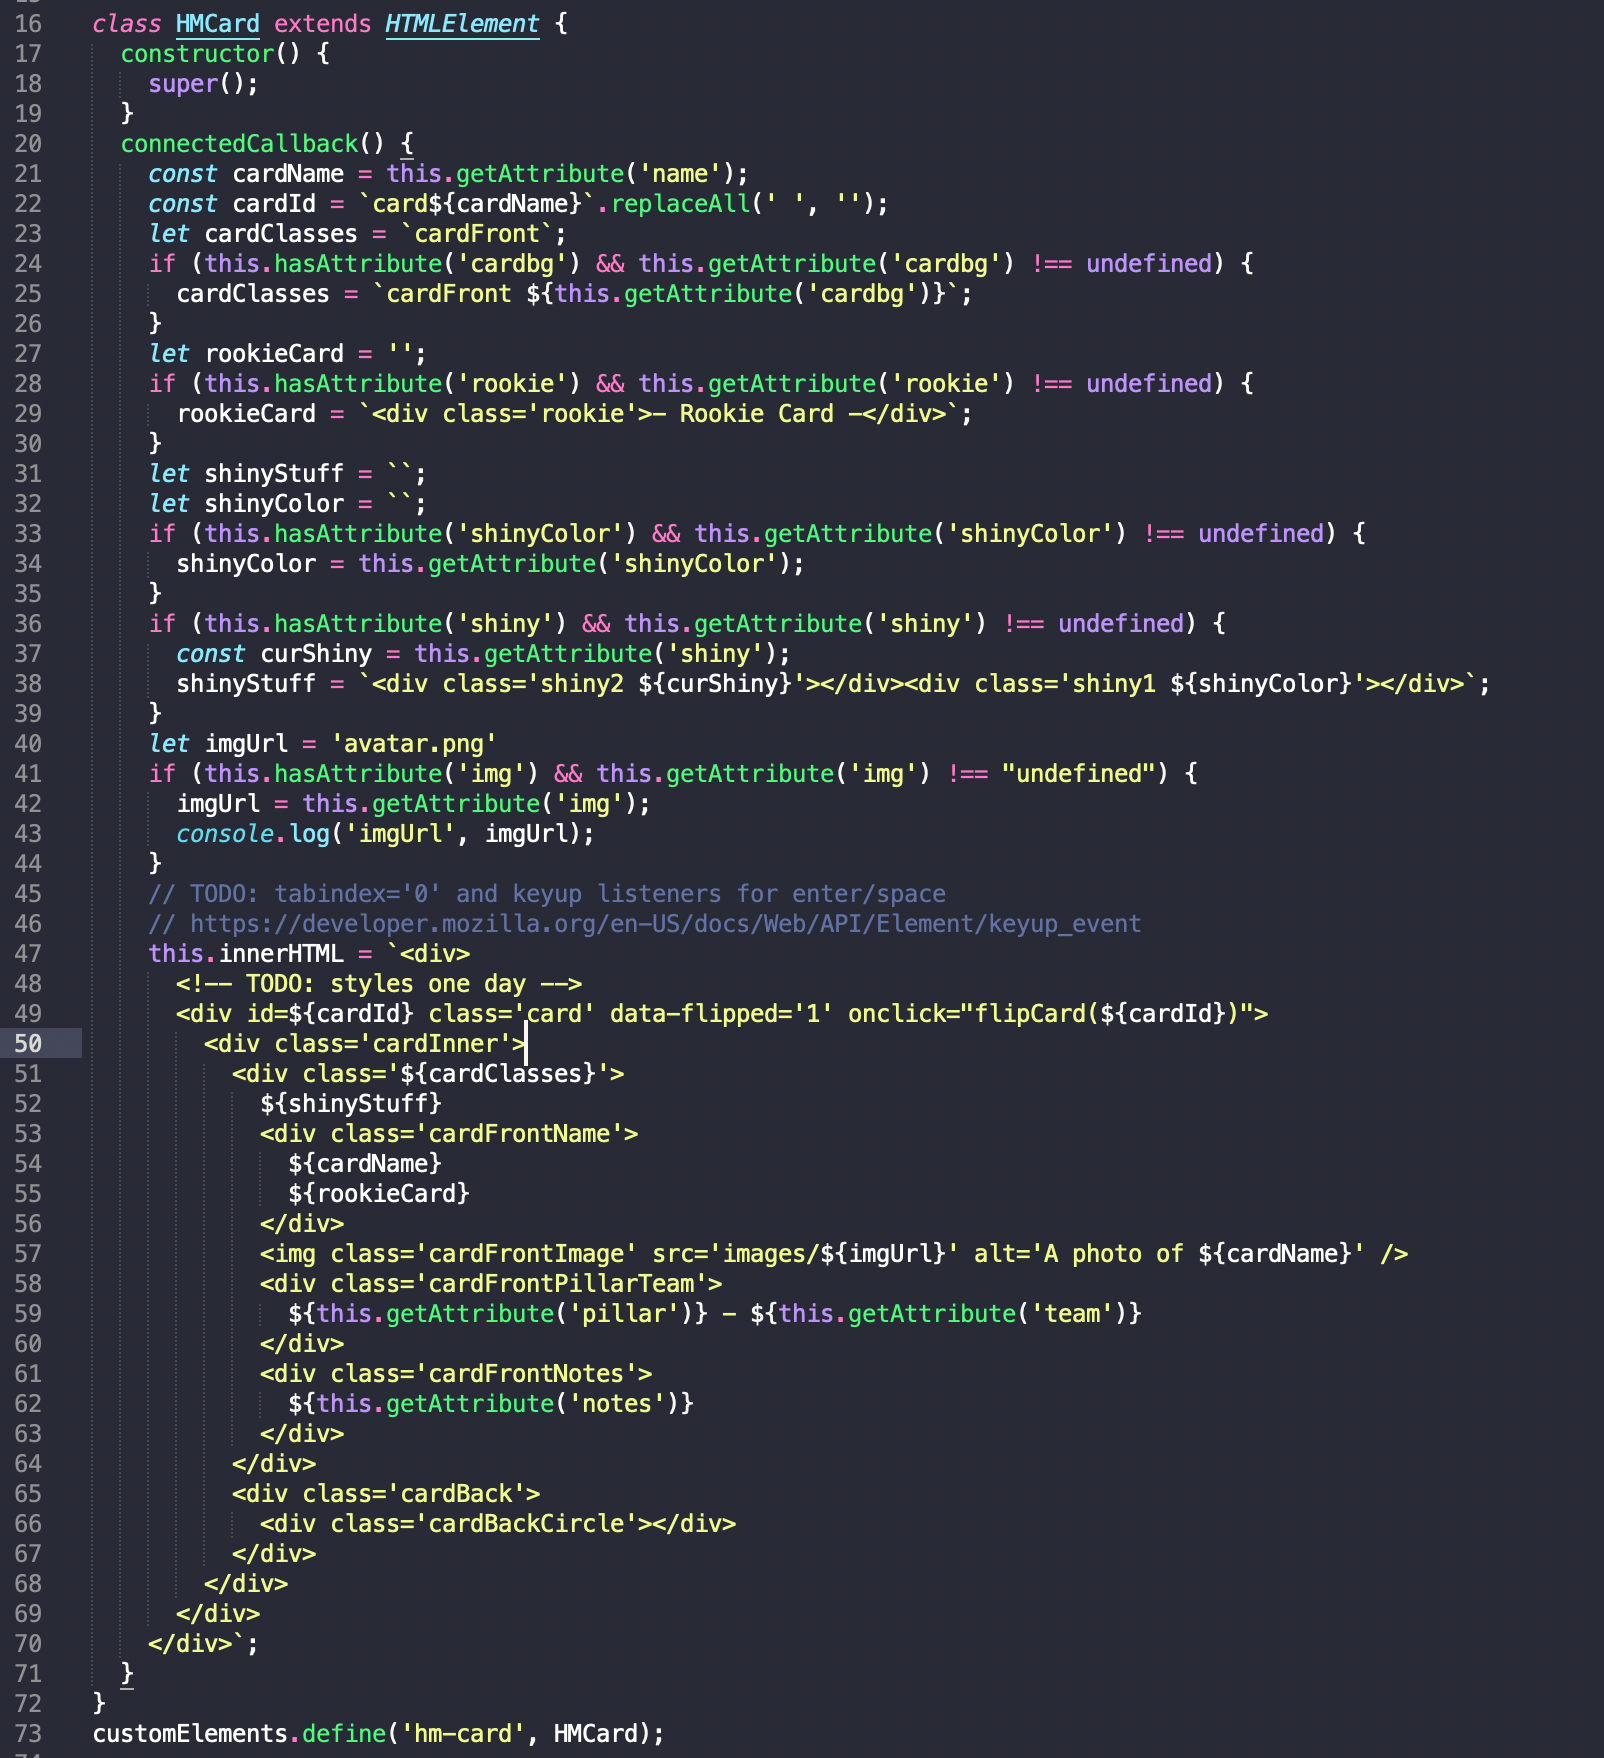 16 class HMCard extends HTMLElement {
17 constructor() {
18 super();
19 }
20 connectedCallback() {
21 const cardName = this.getAttribute('name');
22 const cardId = `card${cardName}`.replaceAll(' ', '');
23 let cardClasses = `cardFront`;
24 if (this.hasAttribute('cardbg') && this.getAttribute('cardbg') !== undefined) {
25 cardClasses = `cardFront ${this.getAttribute('cardbg')}`;
26 }
27 let rookieCard = '';
28 if (this.hasAttribute('rookie') && this.getAttribute('rookie') !== undefined) {
29 rookieCard = `<div class='rookie'>- Rookie Card -</div>`;
30 }
31 let shinyStuff = ``;
32 let shinyColor = ``;
33 if (this.hasAttribute('shinyColor') && this.getAttribute('shinyColor') !== undefined) {
34 shinyColor = this.getAttribute('shinyColor');
35 }
36 if (this.hasAttribute('shiny') && this.getAttribute('shiny') !== undefined) {
37 const curShiny = this.getAttribute('shiny');
38 shinyStuff = `<div class='shiny2 ${curShiny}'></div><div class='shiny1 ${shinyColor}'></div>`;
39 }
40 let imgUrl = 'avatar.png'
41 if (this.hasAttribute('img') && this.getAttribute('img') !== "undefined") {
42 imgUrl = this.getAttribute('img');
43 console.log('imgUrl', imgUrl);
44 }
45 // TODO: tabindex='0' and keyup listeners for enter/space
46 // https://developer.mozilla.org/en-US/docs/Web/API/Element/keyup_event
47 this.innerHTML = `<div>
48 <!-- TODO: styles one day -->
49 <div id=${cardId} class='card' data-flipped='1' onclick="flipCard(${cardId})">
50 <div class='cardInner'>
51 <div class='${cardClasses}'>
52 ${shinyStuff}
53 <div class='cardFrontName'>
54 ${cardName}
55 ${rookieCard}
56 </div>
57 <img class='cardFrontImage' src='images/${imgUrl}' alt='A photo of ${cardName}' />
58 <div class='cardFrontPillarTeam'>
59 ${this.getAttribute('pillar')} - ${this.getAttribute('team')}
60 </div>
61 <div class='cardFrontNotes'>
62 ${this.getAttribute('notes')}
63 </div>
64 </div>
65 <div class='cardBack'>
66 <div class='cardBackCircle'></div>
67 </div>
68 </div>
69 </div>
70 </div>`;
71 }
72 }
73 customElements.define('hm-card', HMCard);